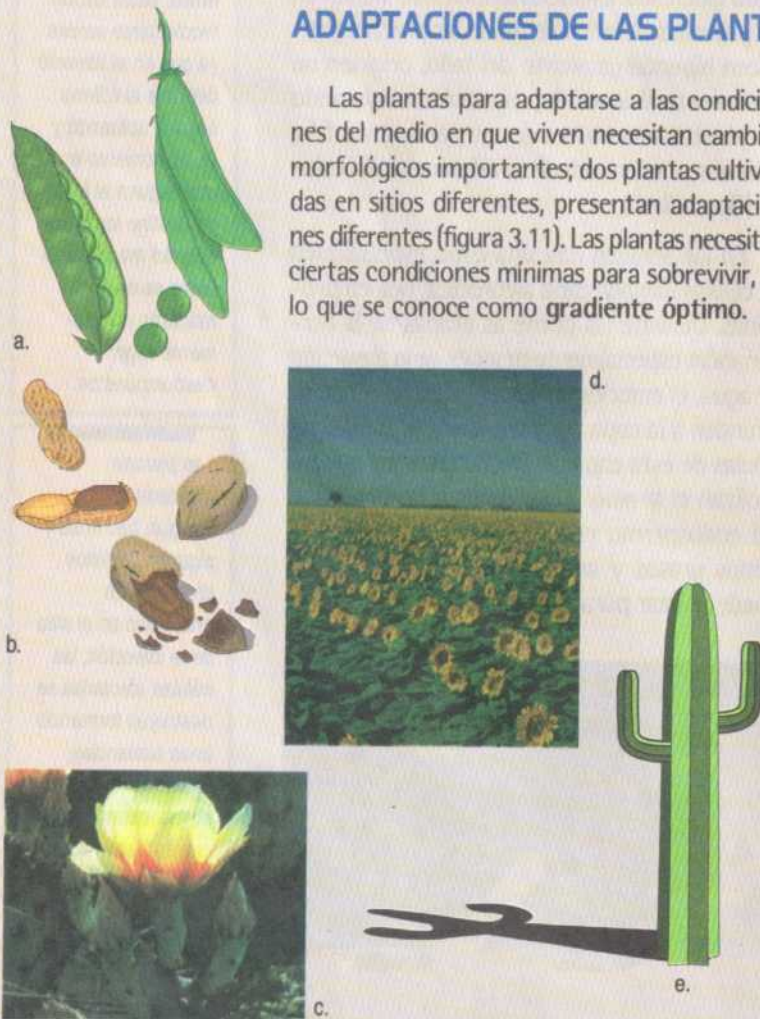 ADAPTACIONES DE LAS PLANT
Las plantas para adaptarse a las condici
nes del medio en que viven necesitan cambi
morfológicos importantes; dos plantas cultiv
das en sitios diferentes, presentan adaptaci
nes diferentes (figura 3.11). Las plantas necesit
ciertas condiciones mínimas para sobrevivir,
lo que se conoce como gradiente óptimo.
a.
d.
b.
c.
e.